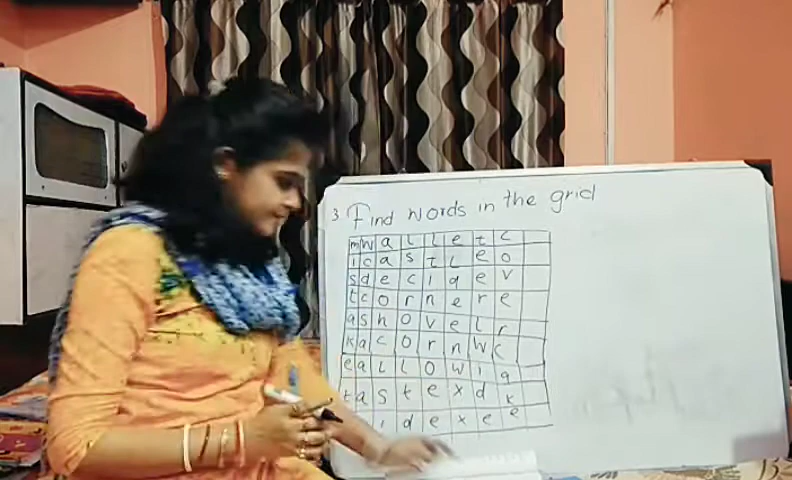 3 Find words in the grid
m w a l l e t c
i c a s t l e o
s d e c i d e v
t c o r n e r e
a s h o v e l r
k a c o r n w c
e a l l o w i a
t a s t e x d k
i d e x e e